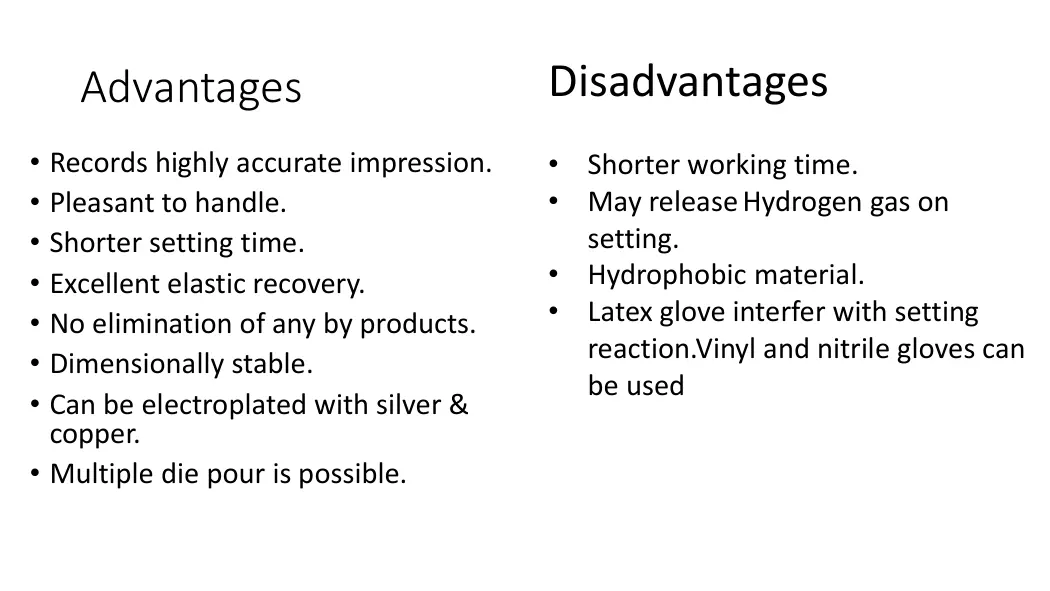 Advantages
• Records highly accurate impression.
• Pleasant to handle.
• Shorter setting time.
• Excellent elastic recovery.
• No elimination of any by products.
• Dimensionally stable.
• Can be electroplated with silver &
copper.
• Multiple die pour is possible.
Disadvantages
• Shorter working time.
• May release Hydrogen gas on
setting.
• Hydrophobic material.
• Latex glove interfer with setting
reaction.Vinyl and nitrile gloves can
be used